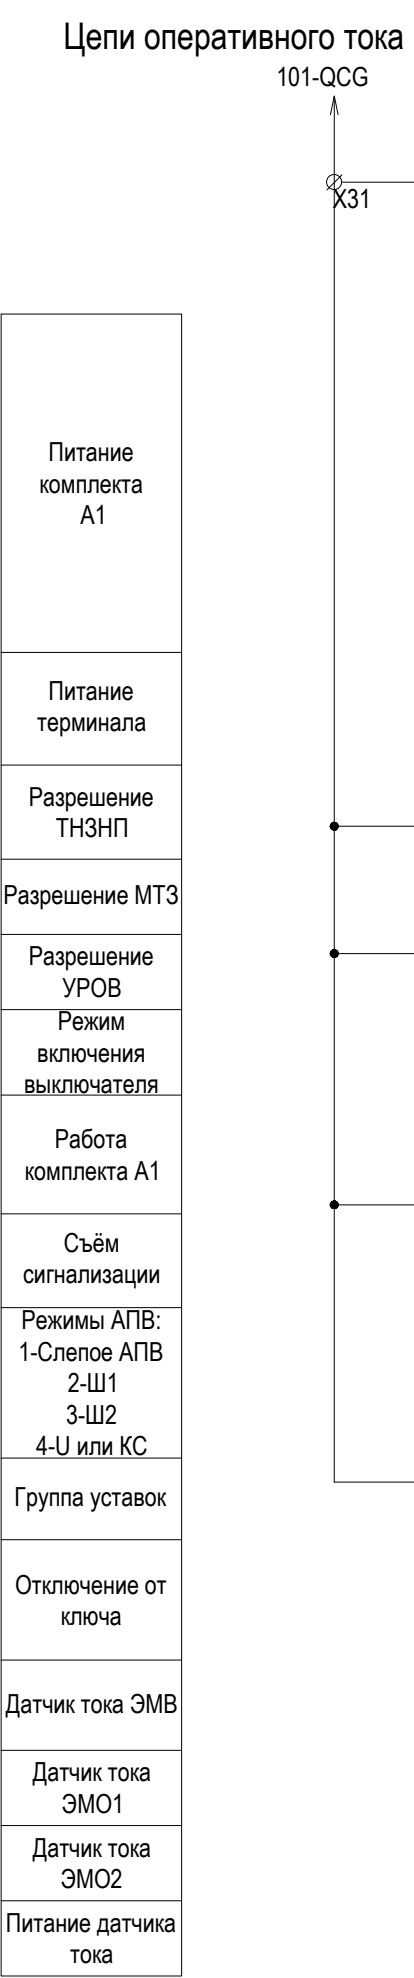 Цепи оперативного тока
101-QCG
X31
Питание
комплекта
А1
Питание
терминала
Разрешение
ТНЗНП
Разрешение МТЗ
Разрешение
УРОВ
Режим
включения
выключателя
Работа
комплекта А1
Съём
сигнализации
Режимы АПВ:
1-Слепое АПВ
2-Ш1
3-Ш2
4-U или КС
Группа уставок
Отключение от
ключа
Датчик тока ЭМВ
Датчик тока
ЭМО1
Датчик тока
ЭМО2
Питание датчика
тока